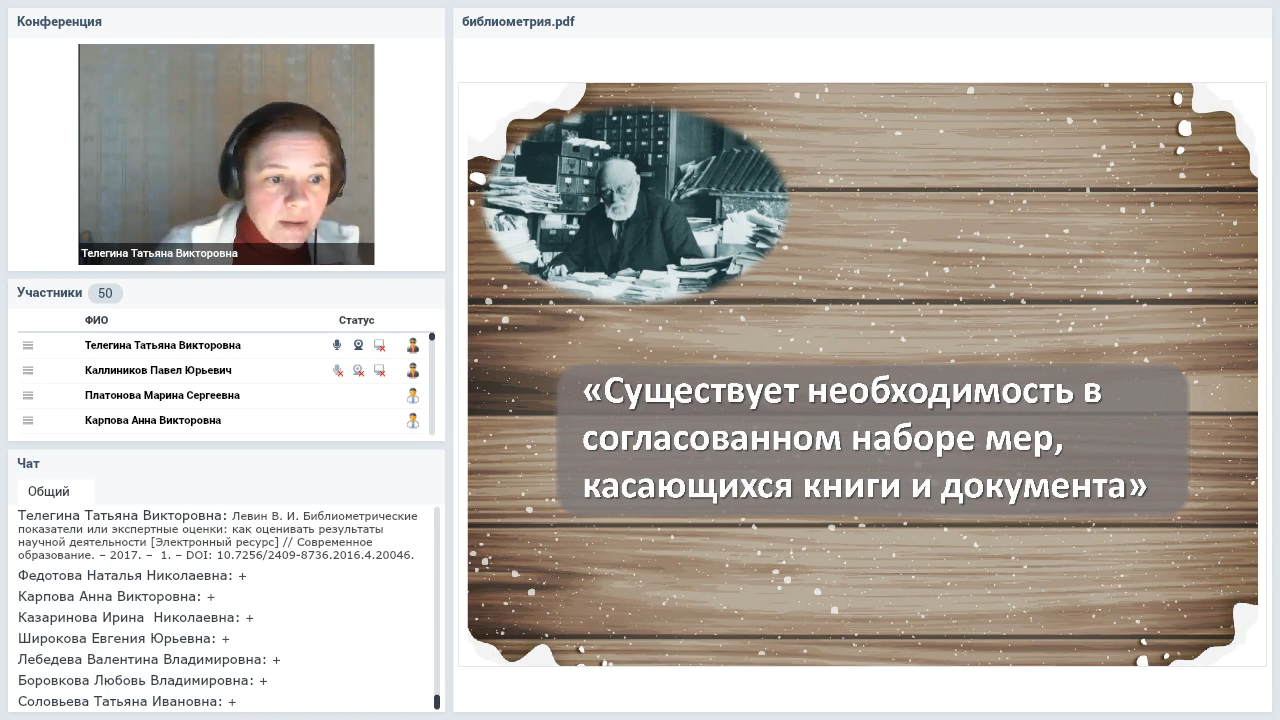 Конференция
Телегина Татьяна Викторовна
Участники 50
ФИО Статус
Телегина Татьяна Викторовна
Каллиников Павел Юрьевич
Платонова Марина Сергеевна
Карпова Анна Викторовна
Чат
Общий
Телегина Татьяна Викторовна: Левин В. И. Библиометрические
показатели или экспертные оценки: как оценивать результаты
научной деятельности [Электронный ресурс] // Современное
образование. – 2017. –  1. – DOI: 10.7256/2409-8736.2016.4.20046.
Федотова Наталья Николаевна: +
Карпова Анна Викторовна: +
Казаринова Ирина  Николаевна: +
Широкова Евгения Юрьевна: +
Лебедева Валентина Владимировна: +
Боровкова Любовь Владимировна: +
Соловьева Татьяна Ивановна: +
библиометрия.pdf
«Существует необходимость в
согласованном наборе мер,
касающихся книги и документа»